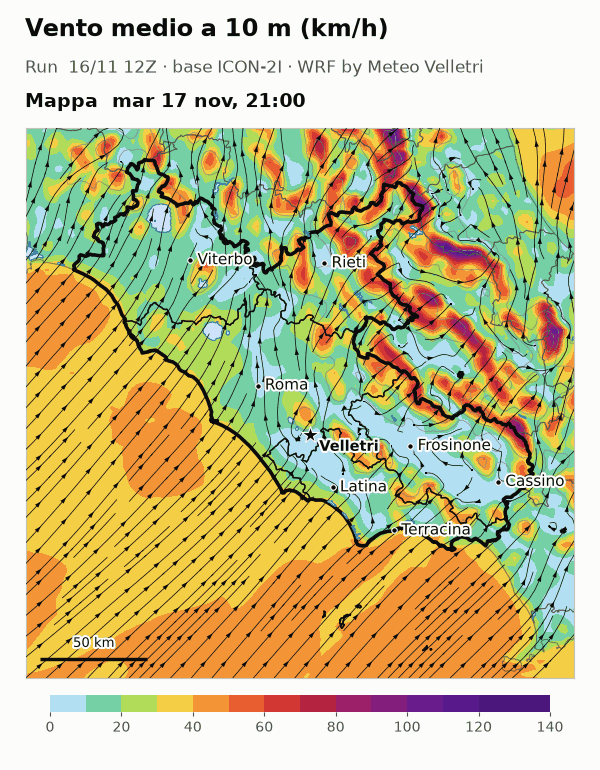 Vento medio a 10 m (km/h)
Run 16/11 12Z · base ICON-2I · WRF by Meteo Velletri
Mappa mar 17 nov, 21:00
Viterbo
Rieti
Roma
Velletri
Frosinone
Latina
Cassino
Terracina
50 km
0 20 40 60 80 100 120 140